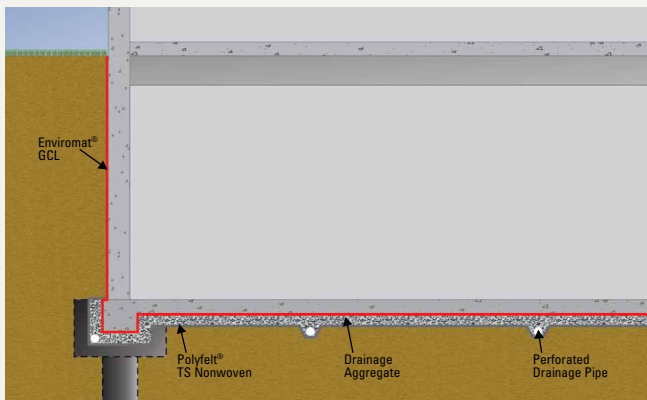 Enviromat®
GCL
Polyfelt®
TS Nonwoven
Drainage
Aggregate
Perforated
Drainage Pipe